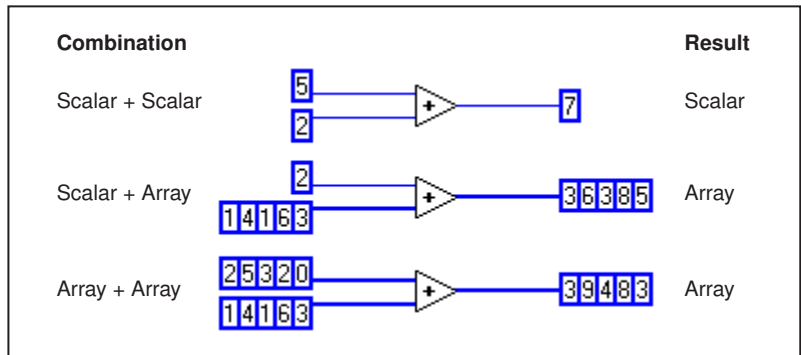 Combination Result
5
Scalar + Scalar + 7 Scalar
2
2
Scalar + Array + 3 6 3 8 5 Array
1 4 1 6 3
2 5 3 2 0
Array + Array + 3 9 4 8 3 Array
1 4 1 6 3